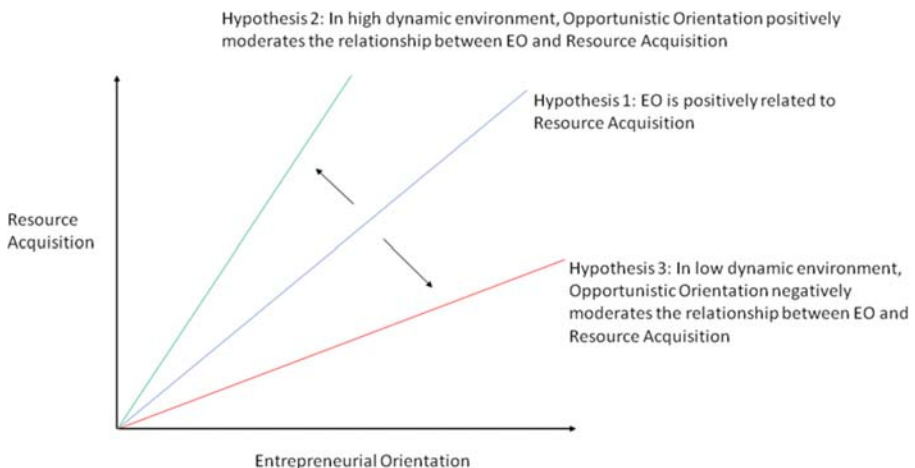 Hypothesis 2: In high dynamic environment, Opportunistic Orientation positively
moderates the relationship between EO and Resource Acquisition
Hypothesis 1: EO is positively related to
Resource Acquisition
Resource
Acquisition
Hypothesis 3: In low dynamic environment,
Opportunistic Orientation negatively
moderates the relationship between EO and
Resource Acquisition
Entrepreneurial Orientation